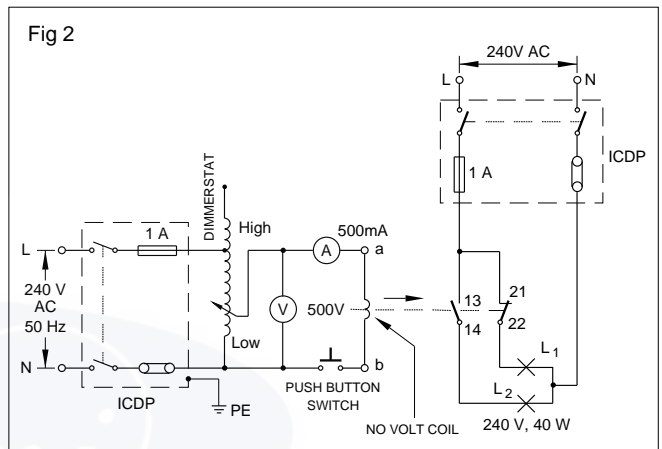 Fig 2
240V AC
L
N
ICDP
1 A
DIMMERSTAT
High
1 A
500mA
A
a
L
240 V
AC
50 Hz
V
500V
13
21
14
22
Low
L1
N
b
L2
PUSH BUTTON
SWITCH
ICDP
PE
NO VOLT COIL
240 V, 40 W